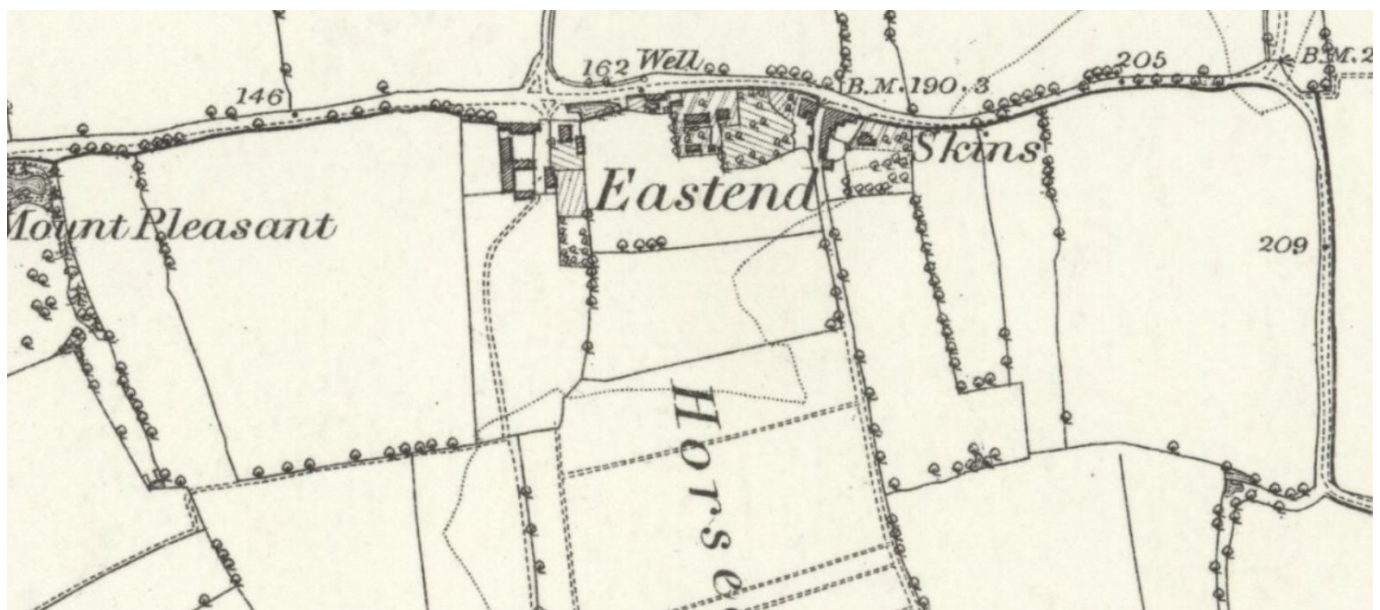 162 Well
205
B.M.2
B.M.190.3
146
Skins
Eastend
Mount Pleasant
209
Horse